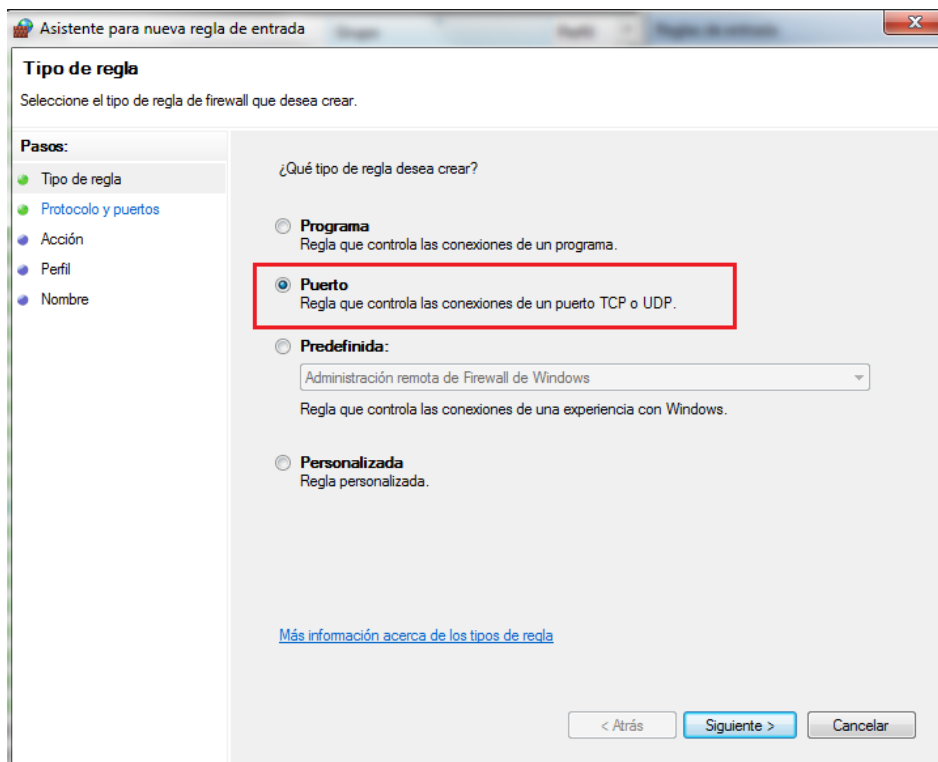 Asistente para nueva regla de entrada
Tipo de regla
Seleccione el tipo de regla de firewall que desea crear.
Pasos:
Tipo de regla
Protocolo y puertos
Acción
Perfil
Nombre
¿Qué tipo de regla desea crear?
Programa
Regla que controla las conexiones de un programa.
Puerto
Regla que controla las conexiones de un puerto TCP o UDP.
Predefinida:
Administración remota de Firewall de Windows
Regla que controla las conexiones de una experiencia con Windows.
Personalizada
Regla personalizada.
Más información acerca de los tipos de regla
< Atrás
Siguiente >
Cancelar